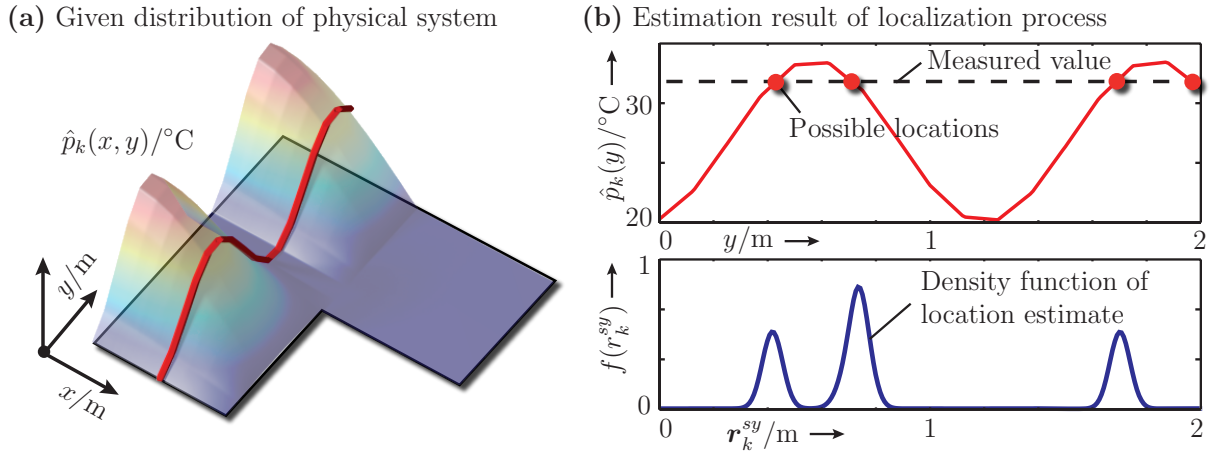 (a) Given distribution of physical system
p̂ₖ(x, y)/°C
y/m
x/m
(b) Estimation result of localization process
p̂ₖ(y)/°C
30
20
Measured value
Possible locations
0
y/m
1
2
f(rₖˢʸ)
1
0
Density function of
location estimate
0
rₖˢʸ/m
1
2